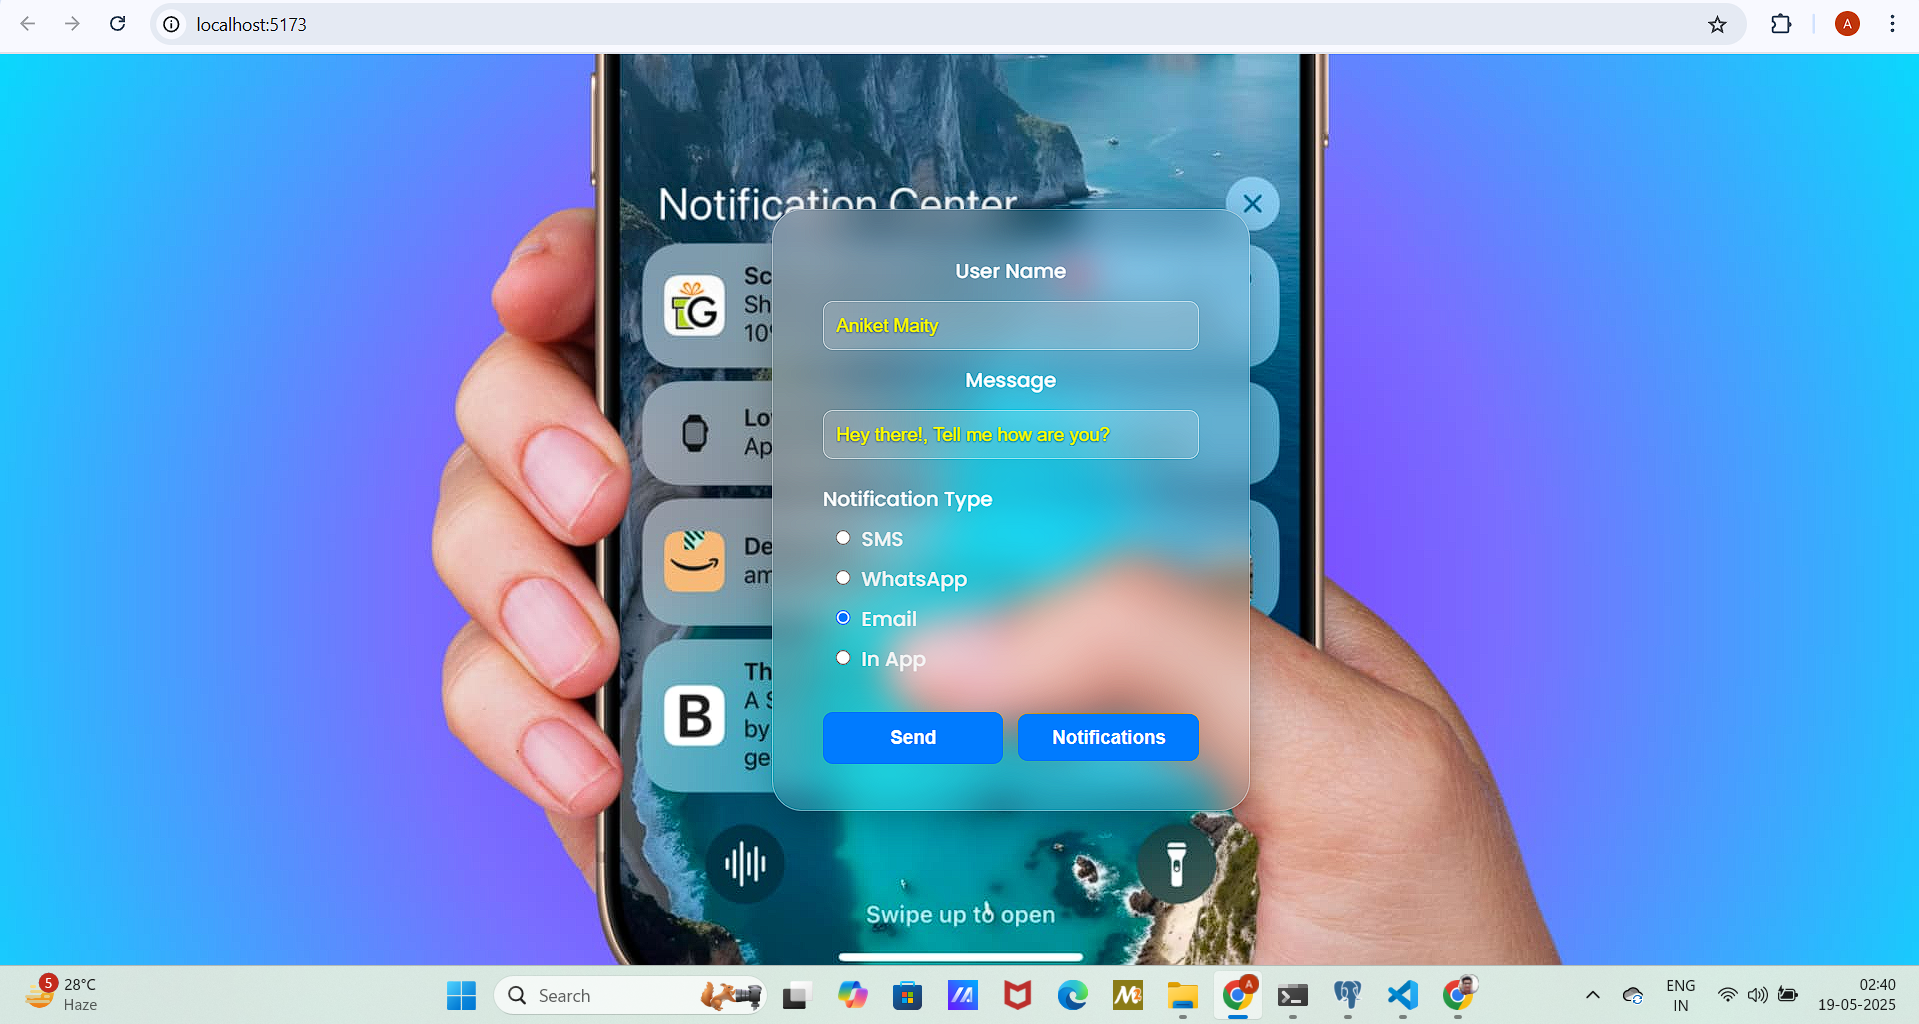 localhost:5173
A
Notification Center
User Name
Sc
Sh
10
Aniket Maity
Message
Lo
Ap
Hey there!, Tell me how are you?
Notification Type
SMS
De
am
WhatsApp
Email
In App
Th
A S
B
by
ge
Send
Notifications
Swipe up to open
5
28°C
Haze
Search
A
ENG
IN
02:40
19-05-2025